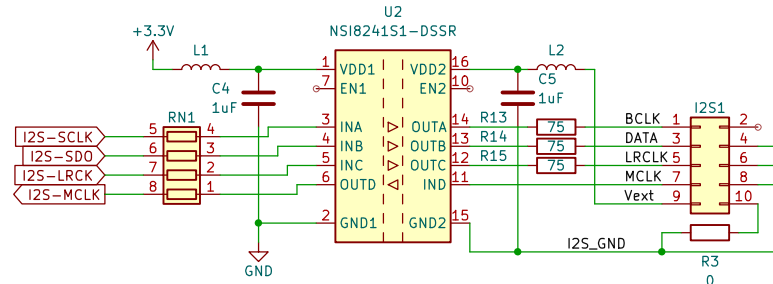 U2
NSI8241S1-DSSR
+3.3V
L1
L2
1 VDD1 VDD2 16
7 EN1 EN2 10
C4
1uF
C5
1uF
I2S1
RN1
R13
R14
R15
I2S-SCLK 5 4 3 INA OUTA 14 75 BCLK 1 2
I2S-SDO 6 3 4 INB OUTB 13 75 DATA 3 4
I2S-LRCK 7 2 5 INC OUTC 12 75 LRCLK 5 6
I2S-MCLK 8 1 6 OUTD IND 11 MCLK 7 8
Vext 9 10
2 GND1 GND2 15
I2S_GND
GND
R3
0